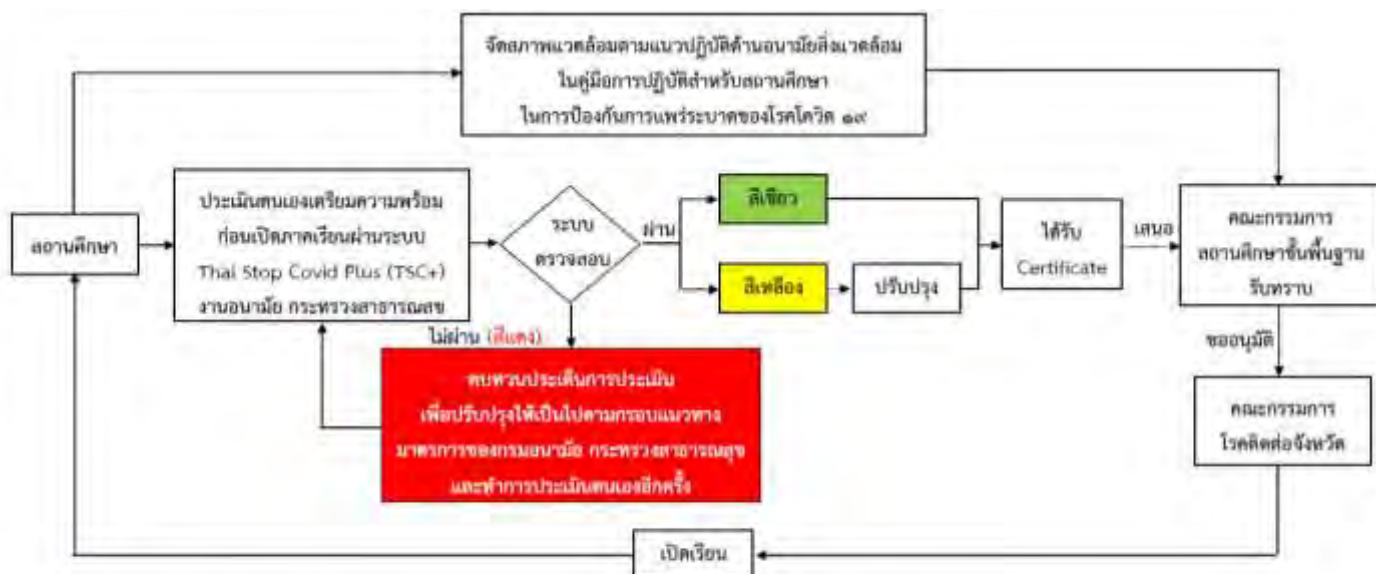 จัดสภาพแวดล้อมตามแนวปฏิบัติด้านอนามัยสิ่งแวดล้อม
ในคู่มือการปฏิบัติสำหรับสถานศึกษา
ในการป้องกันการแพร่ระบาดของโรคโควิด ๑๙
สถานศึกษา
ประเมินตนเองเตรียมความพร้อม
ก่อนเปิดภาคเรียนผ่านระบบ
Thai Stop Covid Plus (TSC+)
งานอนามัย กระทรวงสาธารณสุข
ระบบ
ตรวจสอบ
ผ่าน
สีเขียว
สีเหลือง
ปรับปรุง
ได้รับ
Certificate
เสนอ
คณะกรรมการ
สถานศึกษาขั้นพื้นฐาน
รับทราบ
ไม่ผ่าน (สีแดง)
ทบทวนประเด็นการประเมิน
เพื่อปรับปรุงให้เป็นไปตามกรอบแนวทาง
มาตรการของกรมอนามัย กระทรวงสาธารณสุข
และทำการประเมินตนเองอีกครั้ง
ขออนุมัติ
คณะกรรมการ
โรคติดต่อจังหวัด
เปิดเรียน